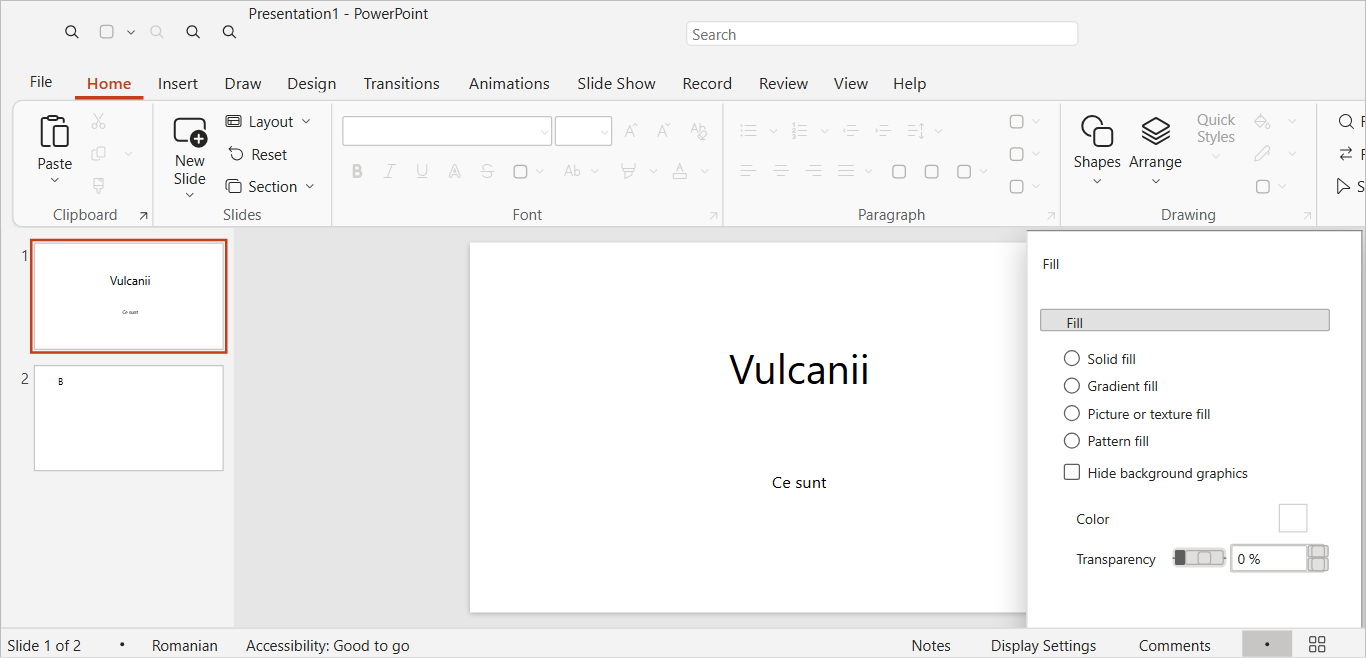 Presentation1 - PowerPoint
Search
File Home Insert Draw Design Transitions Animations Slide Show Record Review View Help
Paste
Clipboard
New Slide
Layout
Reset
Section
Slides
Font
Paragraph
Shapes
Arrange
Quick Styles
Drawing
1
Vulcanii
Ce sunt
2
B
Vulcanii
Ce sunt
Fill
Fill
Solid fill
Gradient fill
Picture or texture fill
Pattern fill
Hide background graphics
Color
Transparency 0 %
Slide 1 of 2 • Romanian Accessibility: Good to go Notes Display Settings Comments